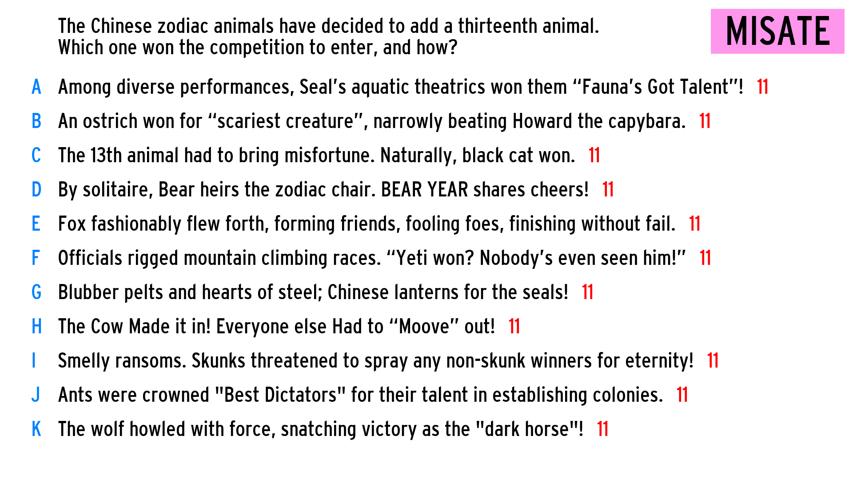 The Chinese zodiac animals have decided to add a thirteenth animal.
Which one won the competition to enter, and how?
MISATE
A Among diverse performances, Seal's aquatic theatrics won them “Fauna's Got Talent”! 11
B An ostrich won for “scariest creature”, narrowly beating Howard the capybara. 11
C The 13th animal had to bring misfortune. Naturally, black cat won. 11
D By solitaire, Bear heirs the zodiac chair. BEAR YEAR shares cheers! 11
E Fox fashionably flew forth, forming friends, fooling foes, finishing without fail. 11
F Officials rigged mountain climbing races. “Yeti won? Nobody's even seen him!” 11
G Blubber pelts and hearts of steel; Chinese lanterns for the seals! 11
H The Cow Made it in! Everyone else Had to “Moove” out! 11
I Smelly ransoms. Skunks threatened to spray any non-skunk winners for eternity! 11
J Ants were crowned "Best Dictators" for their talent in establishing colonies. 11
K The wolf howled with force, snatching victory as the "dark horse"! 11